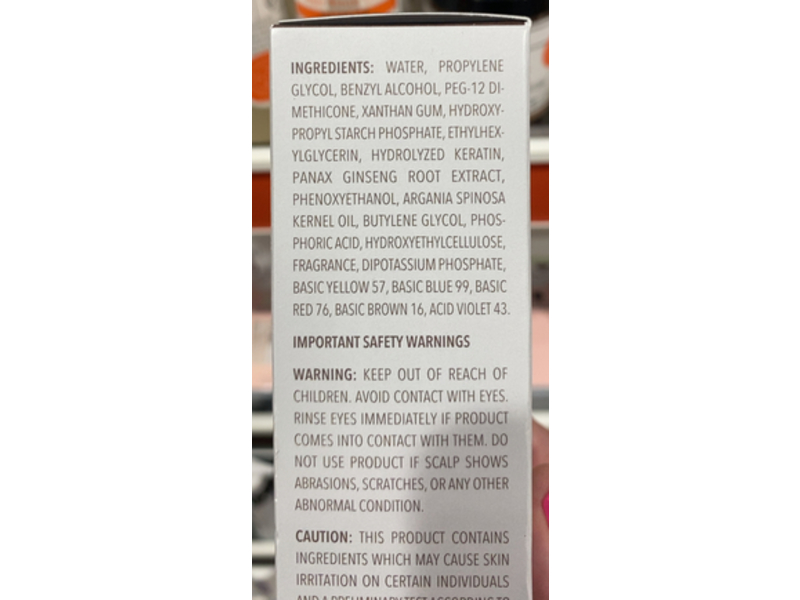 INGREDIENTS: WATER, PROPYLENE
GLYCOL, BENZYL ALCOHOL, PEG-12 DI-
METHICONE, XANTHAN GUM, HYDROXY-
PROPYL STARCH PHOSPHATE, ETHYLHEX-
YLGLYCERIN, HYDROLYZED KERATIN,
PANAX GINSENG ROOT EXTRACT,
PHENOXYETHANOL, ARGANIA SPINOSA
KERNEL OIL, BUTYLENE GLYCOL, PHOS-
PHORIC ACID, HYDROXYETHYLCELLULOSE,
FRAGRANCE, DIPOTASSIUM PHOSPHATE,
BASIC YELLOW 57, BASIC BLUE 99, BASIC
RED 76, BASIC BROWN 16, ACID VIOLET 43.
IMPORTANT SAFETY WARNINGS
WARNING: KEEP OUT OF REACH OF
CHILDREN. AVOID CONTACT WITH EYES.
RINSE EYES IMMEDIATELY IF PRODUCT
COMES INTO CONTACT WITH THEM. DO
NOT USE PRODUCT IF SCALP SHOWS
ABRASIONS, SCRATCHES, OR ANY OTHER
ABNORMAL CONDITION.
CAUTION: THIS PRODUCT CONTAINS
INGREDIENTS WHICH MAY CAUSE SKIN
IRRITATION ON CERTAIN INDIVIDUALS
AND A PRELIMINARY TEST ACCORDING TO